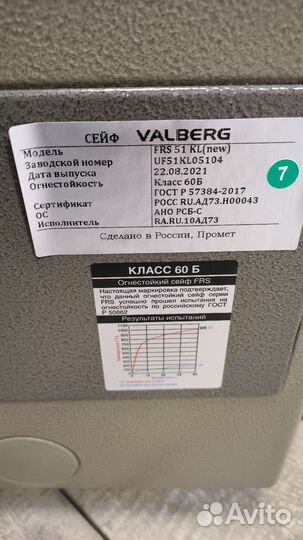 СЕЙФ VALBERG
Модель FRS 51 KL(new)
Заводской номер UF51KL05104
Дата выпуска 22.08.2021
Огнестойкость Класс 60Б
ГОСТ Р 57384-2017
Сертификат РОСС RU.АД73.Н00043
ОС АНО РСБ-С
Исполнитель RA.RU.10АД73
Сделано в России, Промет
7
КЛАСС 60 Б
Огнестойкий сейф FRS
Настоящая маркировка подтверждает,
что данный огнестойкий сейф серии
FRS успешно прошел испытания на
огнестойкость по российскому ГОСТ
Р 50862
Результаты испытаний
Avito